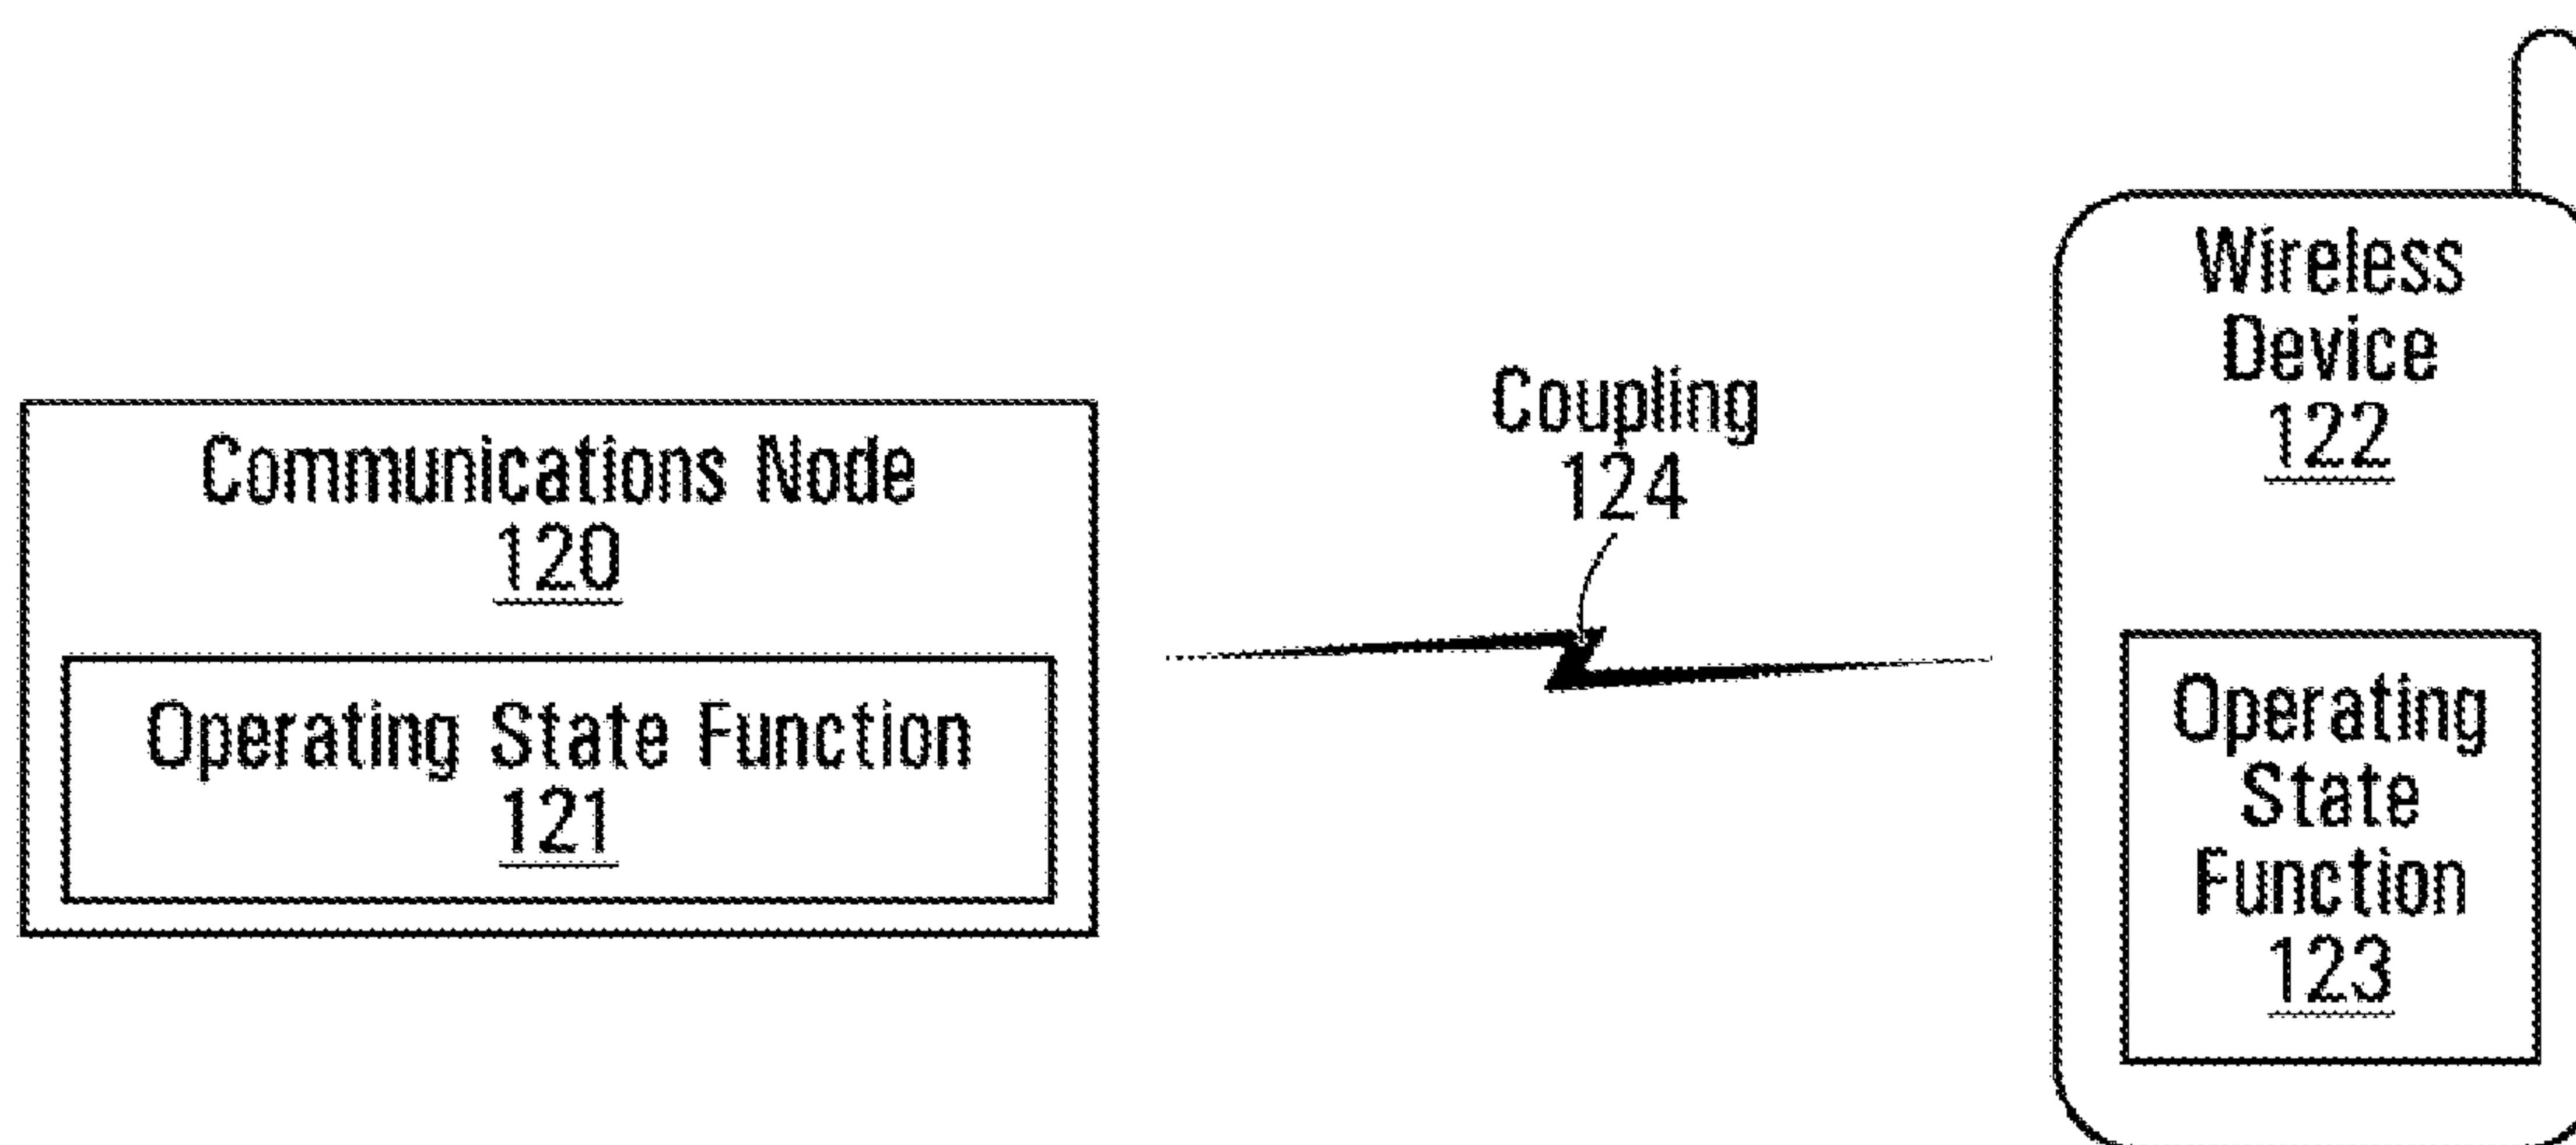 Communications Node
120
Operating State Function
121
Coupling
124
Wireless
Device
122
Operating
State
Function
123